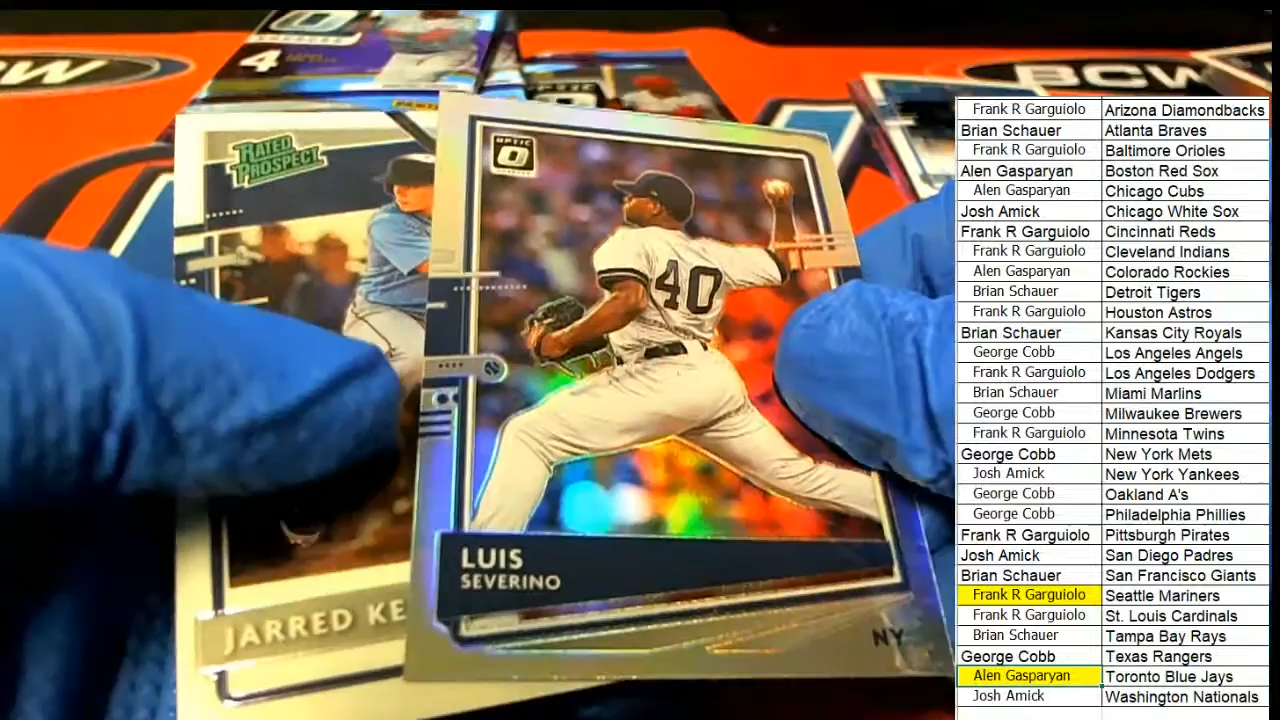 4
BCW
RATED
PROSPECT
OPTIC
40
LUIS
SEVERINO
NY
JARRED KE
Frank R Garguiolo Arizona Diamondbacks
Brian Schauer Atlanta Braves
Frank R Garguiolo Baltimore Orioles
Alen Gasparyan Boston Red Sox
Alen Gasparyan Chicago Cubs
Josh Amick Chicago White Sox
Frank R Garguiolo Cincinnati Reds
Frank R Garguiolo Cleveland Indians
Alen Gasparyan Colorado Rockies
Brian Schauer Detroit Tigers
Frank R Garguiolo Houston Astros
Brian Schauer Kansas City Royals
George Cobb Los Angeles Angels
Frank R Garguiolo Los Angeles Dodgers
Brian Schauer Miami Marlins
George Cobb Milwaukee Brewers
Frank R Garguiolo Minnesota Twins
George Cobb New York Mets
Josh Amick New York Yankees
George Cobb Oakland A's
George Cobb Philadelphia Phillies
Frank R Garguiolo Pittsburgh Pirates
Josh Amick San Diego Padres
Brian Schauer San Francisco Giants
Frank R Garguiolo Seattle Mariners
Frank R Garguiolo St. Louis Cardinals
Brian Schauer Tampa Bay Rays
George Cobb Texas Rangers
Alen Gasparyan Toronto Blue Jays
Josh Amick Washington Nationals